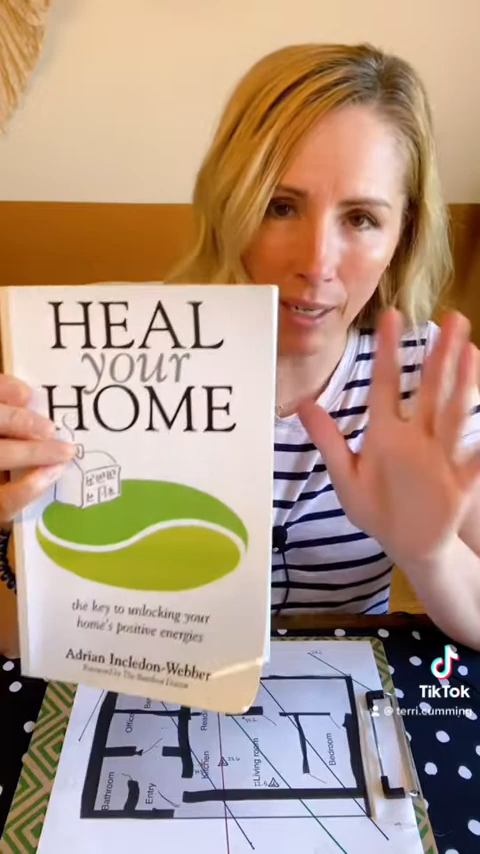 HEAL
your
HOME
the key to unlocking your
home's positive energies
Adrian Incledon-Webber
TikTok
@terri.cumming
Office
Kitchen
Living room
Bedroom
Bathroom
Entry